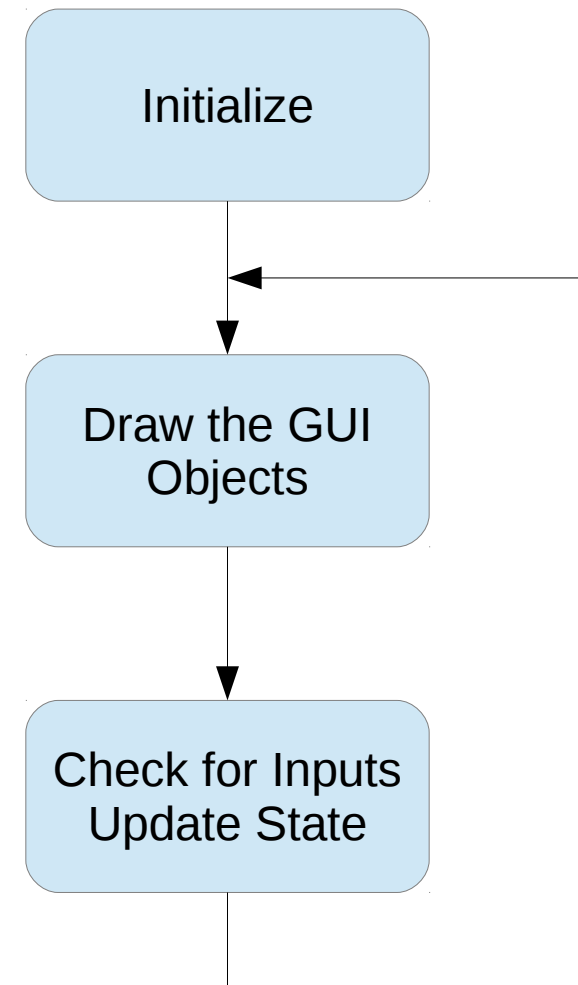 Initialize
Draw the GUI
Objects
Check for Inputs
Update State